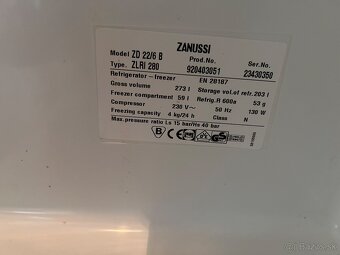 ZANUSSI
Model ZD 22/6 B Prod.No. Ser.No.
Type. ZLRI 280 920403051 23430350
Refrigerator - freezer EN 28187
Gross volume 273 l Storage vol.of refr. 203 l
Freezer compartment 59 l Refrig. R 600a 53 g
Compressor 230 V~ 50 Hz 130 W
Freezing capacity 4 kg/24 h Class N
Max. pressure ratio Ls 15 bar/Hs 40 bar
B